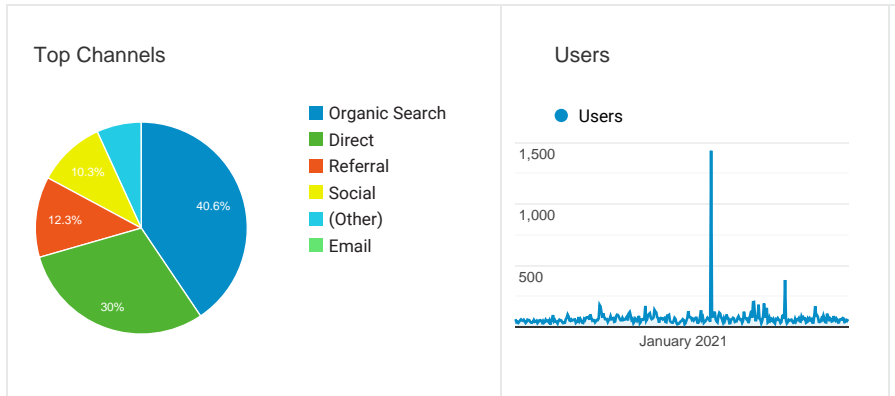 Top Channels
Organic Search
Direct
Referral
Social
(Other)
Email
40.6%
30%
12.3%
10.3%
Users
Users
1,500
1,000
500
January 2021